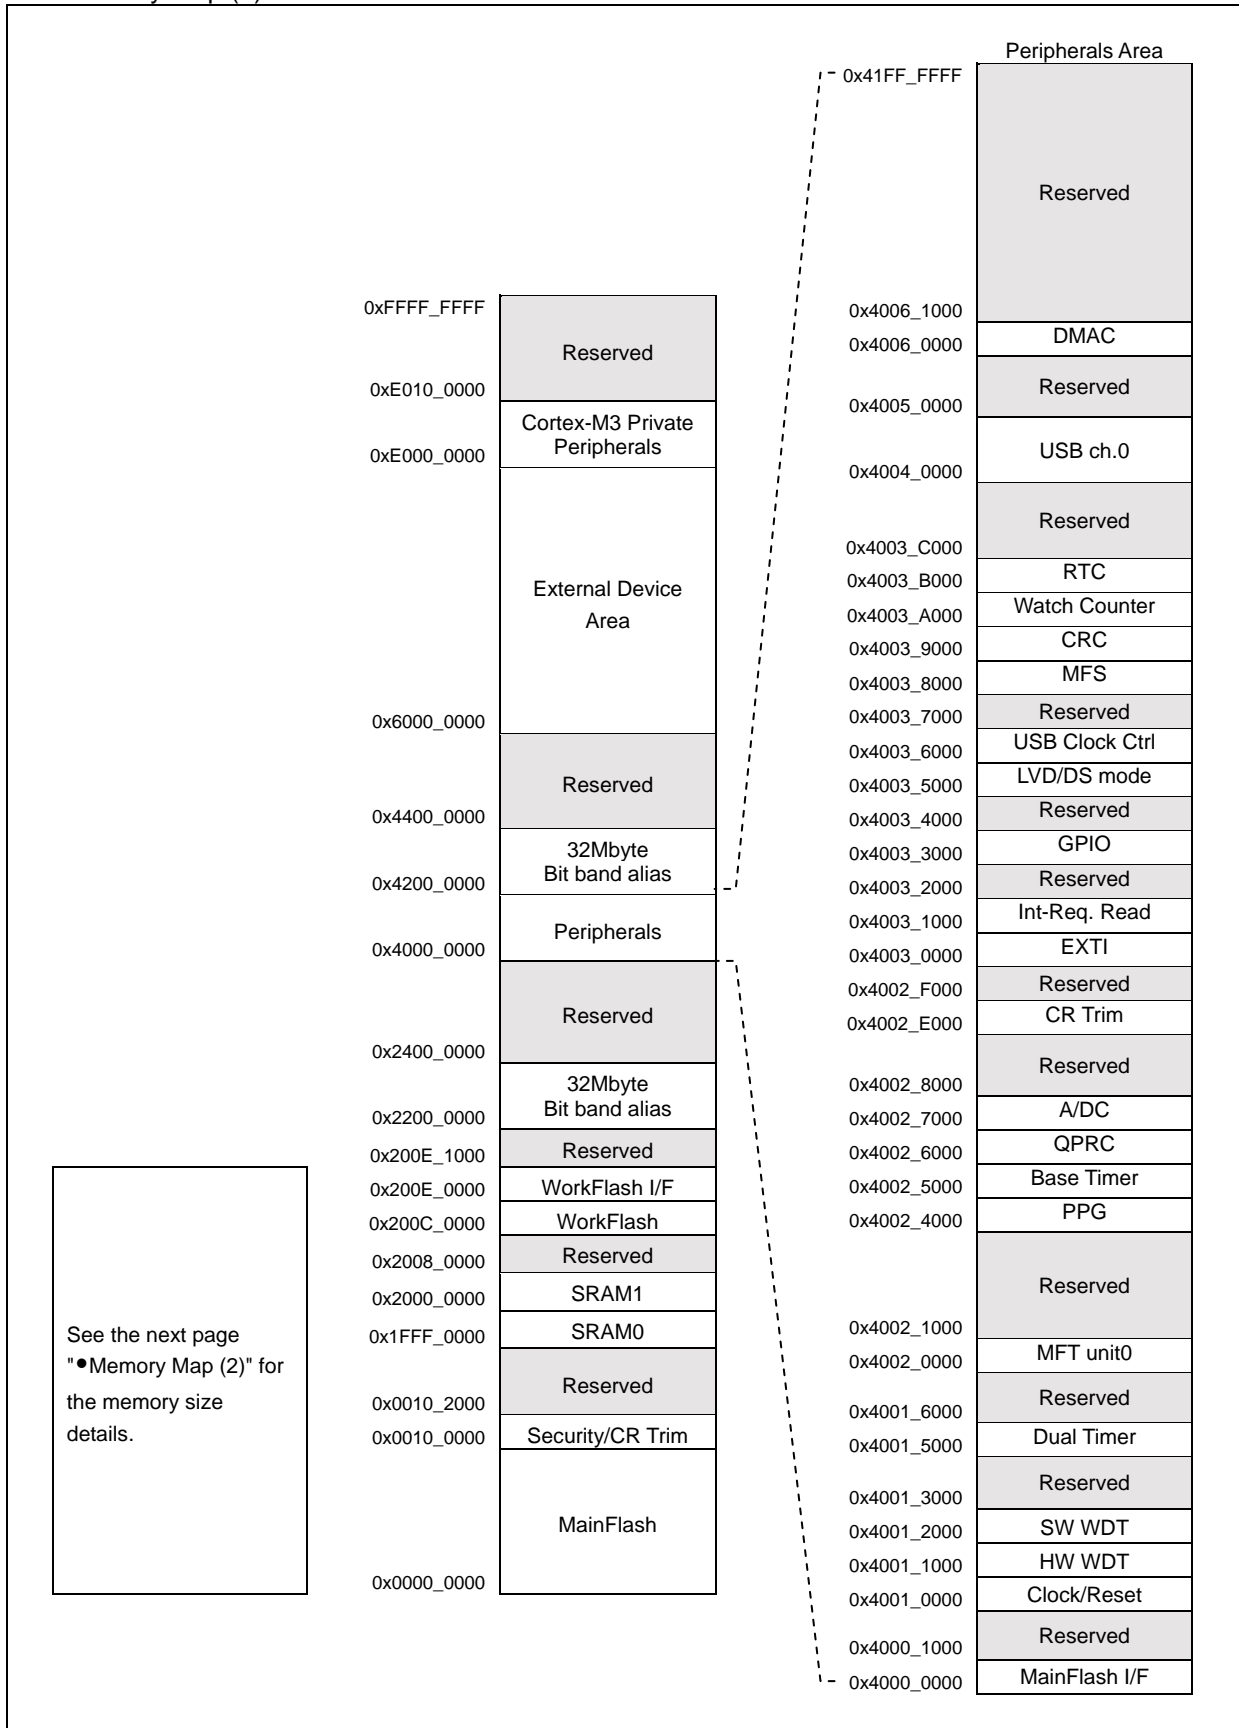 Peripherals Area
0x41FF_FFFF
Reserved
0x4006_1000
DMAC
0x4006_0000
Reserved
0x4005_0000
USB ch.0
0x4004_0000
Reserved
0x4003_C000
RTC
0x4003_B000
Watch Counter
0x4003_A000
CRC
0x4003_9000
MFS
0x4003_8000
Reserved
0x4003_7000
USB Clock Ctrl
0x4003_6000
LVD/DS mode
0x4003_5000
Reserved
0x4003_4000
GPIO
0x4003_3000
Reserved
0x4003_2000
Int-Req. Read
0x4003_1000
EXTI
0x4003_0000
Reserved
0x4002_F000
CR Trim
0x4002_E000
Reserved
0x4002_8000
A/DC
0x4002_7000
QPRC
0x4002_6000
Base Timer
0x4002_5000
PPG
0x4002_4000
Reserved
0x4002_1000
MFT unit0
0x4002_0000
Reserved
0x4001_6000
Dual Timer
0x4001_5000
Reserved
0x4001_3000
SW WDT
0x4001_2000
HW WDT
0x4001_1000
Clock/Reset
0x4001_0000
Reserved
0x4000_1000
MainFlash I/F
0x4000_0000
0xFFFF_FFFF
Reserved
0xE010_0000
Cortex-M3 Private
Peripherals
0xE000_0000
External Device
Area
0x6000_0000
Reserved
0x4400_0000
32Mbyte
Bit band alias
0x4200_0000
Peripherals
0x4000_0000
Reserved
0x2400_0000
32Mbyte
Bit band alias
0x2200_0000
Reserved
0x200E_1000
WorkFlash I/F
0x200E_0000
WorkFlash
0x200C_0000
Reserved
0x2008_0000
SRAM1
0x2000_0000
SRAM0
0x1FFF_0000
Reserved
0x0010_2000
Security/CR Trim
0x0010_0000
MainFlash
0x0000_0000
See the next page
"●Memory Map (2)" for
the memory size
details.